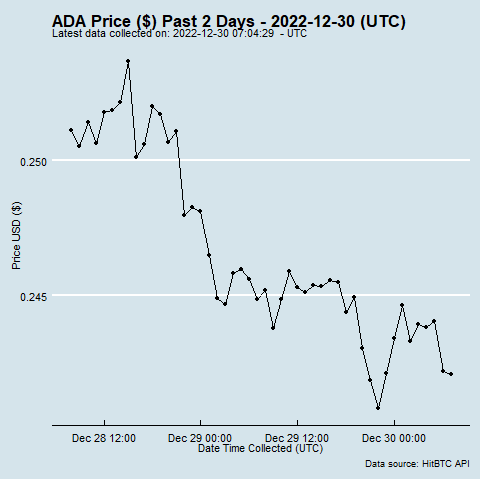 ADA Price ($) Past 2 Days - 2022-12-30 (UTC)
Latest data collected on: 2022-12-30 07:04:29  - UTC
0.250
Price USD ($)
0.245
Dec 28 12:00 Dec 29 00:00 Dec 29 12:00 Dec 30 00:00
Date Time Collected (UTC)
Data source: HitBTC API